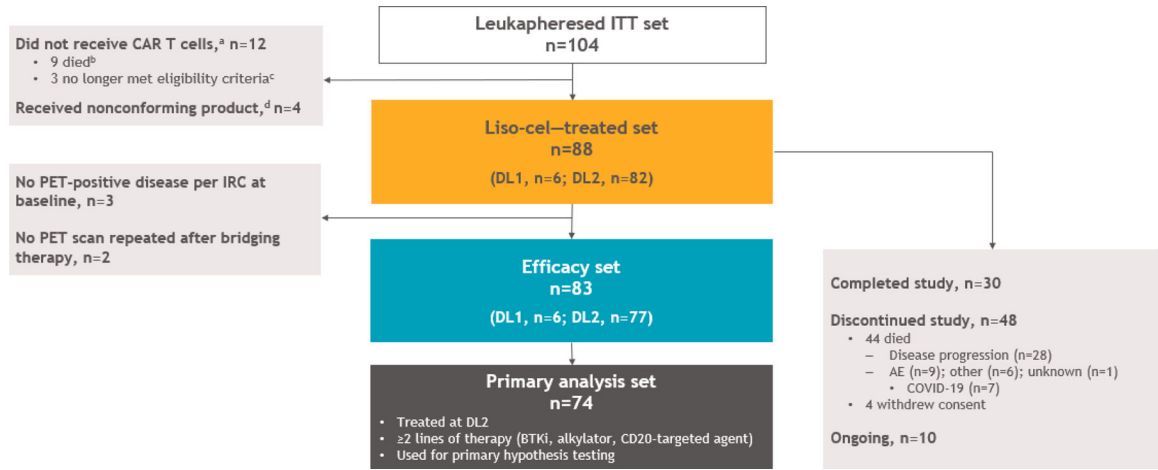 Leukapheresed ITT set
n=104
Did not receive CAR T cells,ᵃ n=12
• 9 diedᵇ
• 3 no longer met eligibility criteriaᶜ
Received nonconforming product,ᵈ n=4
Liso-cel—treated set
n=88
(DL1, n=6; DL2, n=82)
No PET-positive disease per IRC at
baseline, n=3
No PET scan repeated after bridging
therapy, n=2
Efficacy set
n=83
(DL1, n=6; DL2, n=77)
Primary analysis set
n=74
• Treated at DL2
• ≥2 lines of therapy (BTKi, alkylator, CD20-targeted agent)
• Used for primary hypothesis testing
Completed study, n=30
Discontinued study, n=48
• 44 died
– Disease progression (n=28)
– AE (n=9); other (n=6); unknown (n=1)
• COVID-19 (n=7)
• 4 withdrew consent
Ongoing, n=10